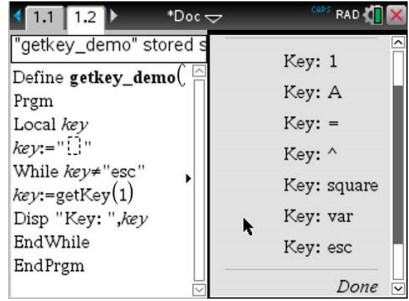 1.1 1.2 *Doc CAPS RAD
"getkey_demo" stored s
Define getkey_demo(
Prgm
Local key
key:=" "
While key≠"esc"
key:=getKey(1)
Disp "Key: ",key
EndWhile
EndPrgm
Key: 1
Key: A
Key: =
Key: ^
Key: square
Key: var
Key: esc
Done